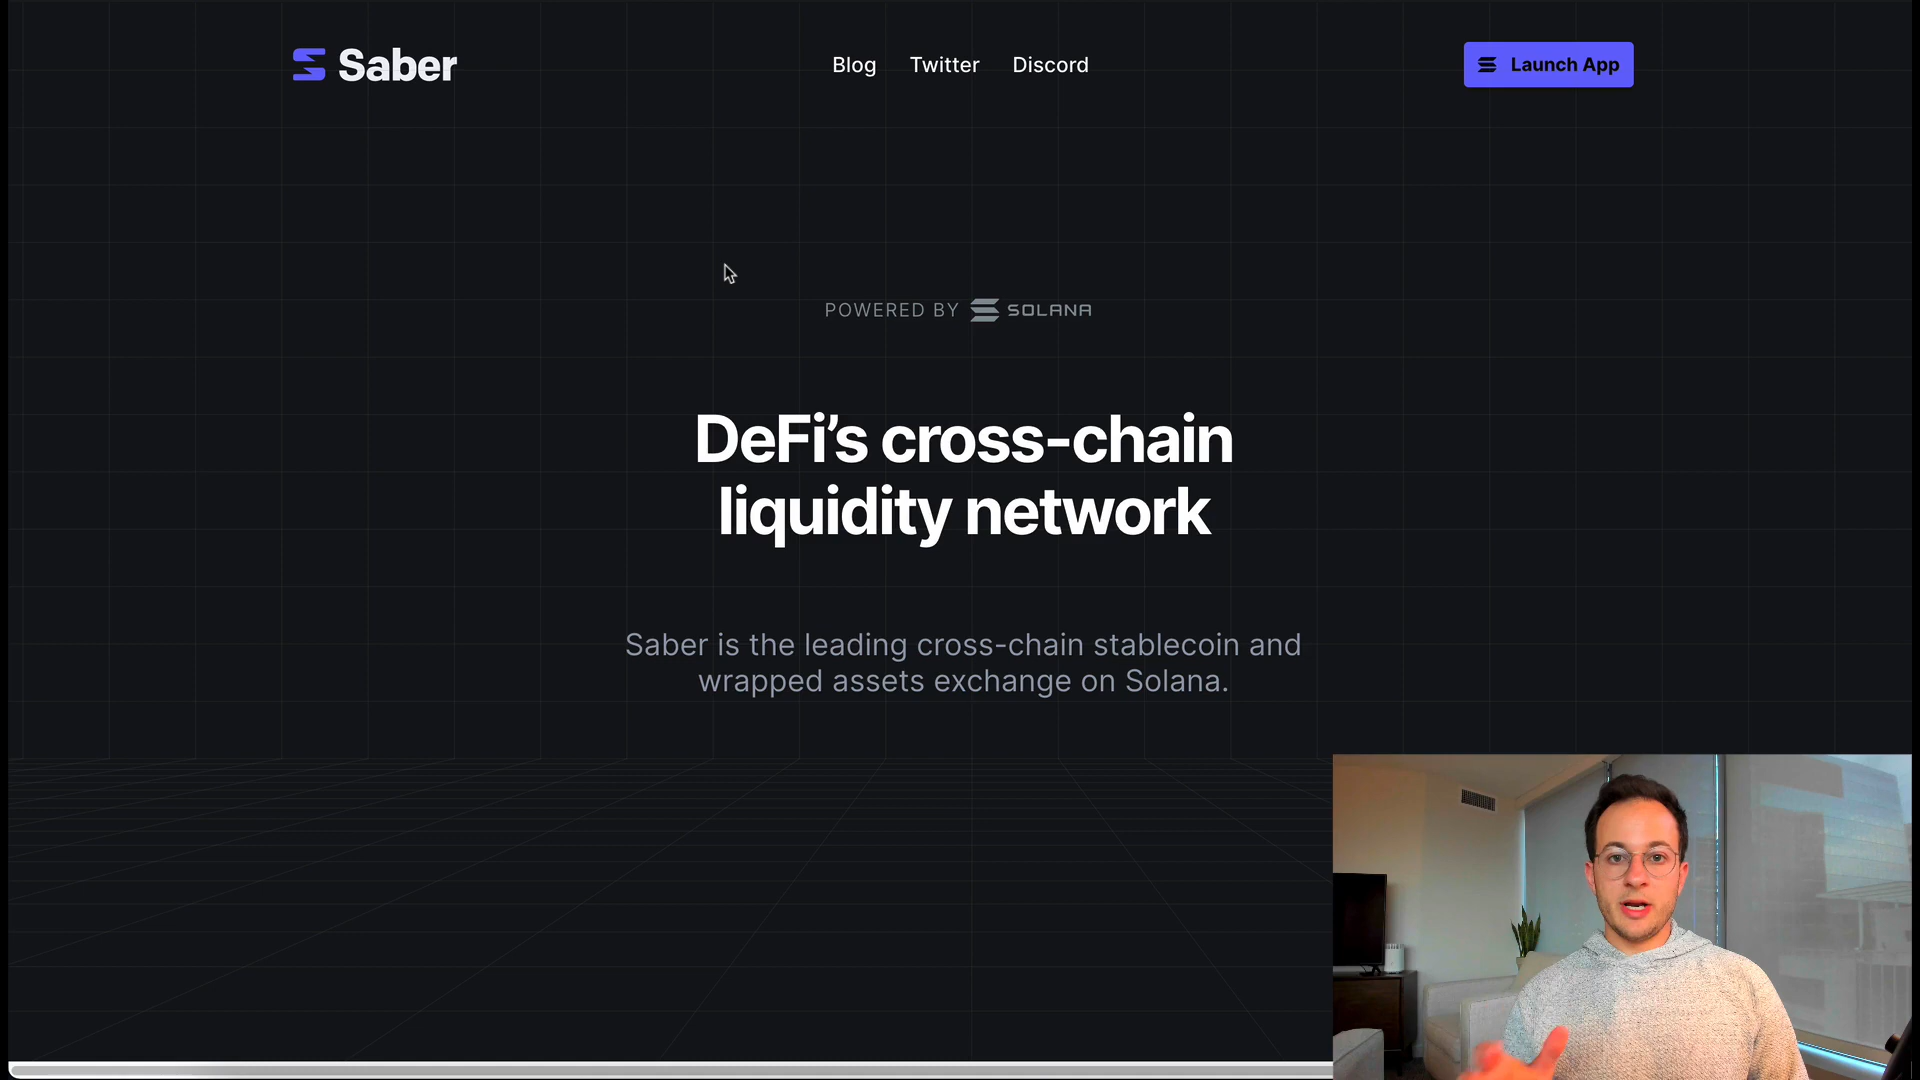 Saber
Blog Twitter Discord
Launch App
POWERED BY SOLANA
DeFi’s cross-chain
liquidity network
Saber is the leading cross-chain stablecoin and
wrapped assets exchange on Solana.